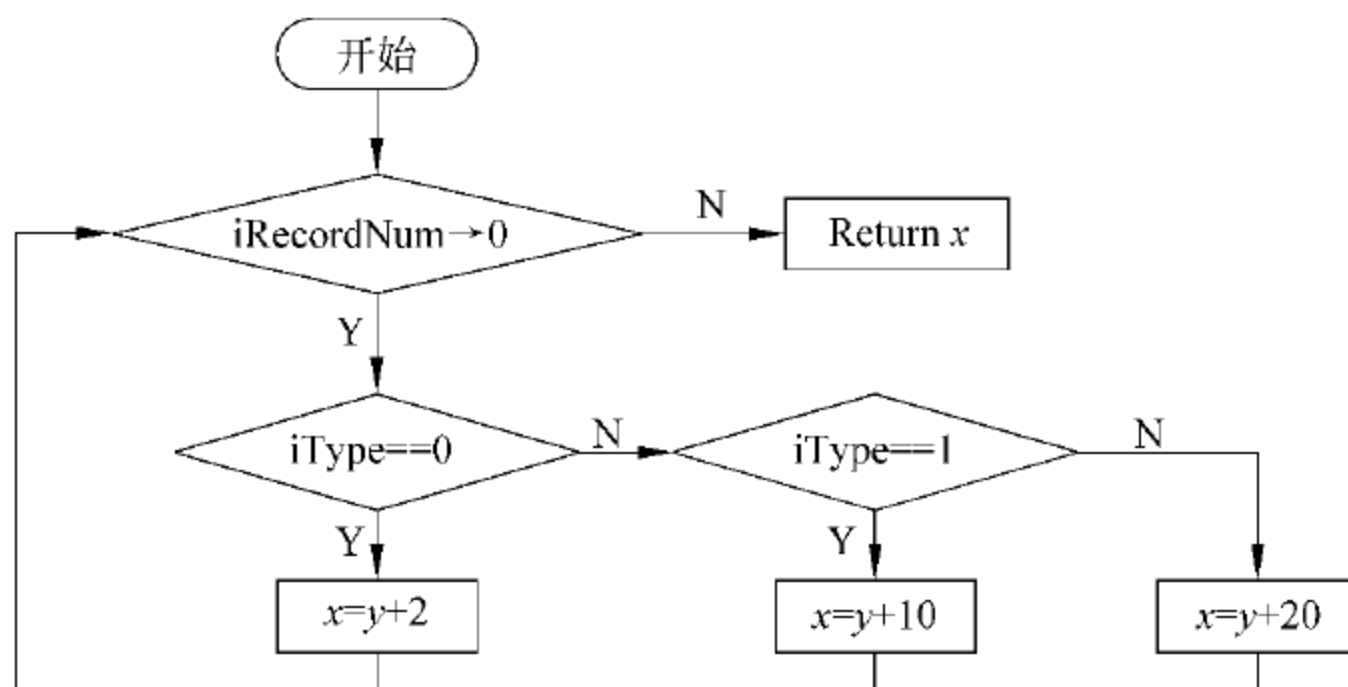 开始
iRecordNum→0
N
Return x
Y
iType==0
N
iType==1
N
Y
Y
x=y+2
x=y+10
x=y+20